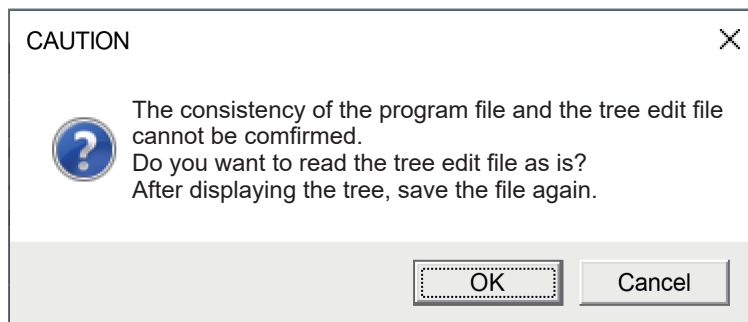 CAUTION
The consistency of the program file and the tree edit file
cannot be comfirmed.
Do you want to read the tree edit file as is?
After displaying the tree, save the file again.
OK
Cancel